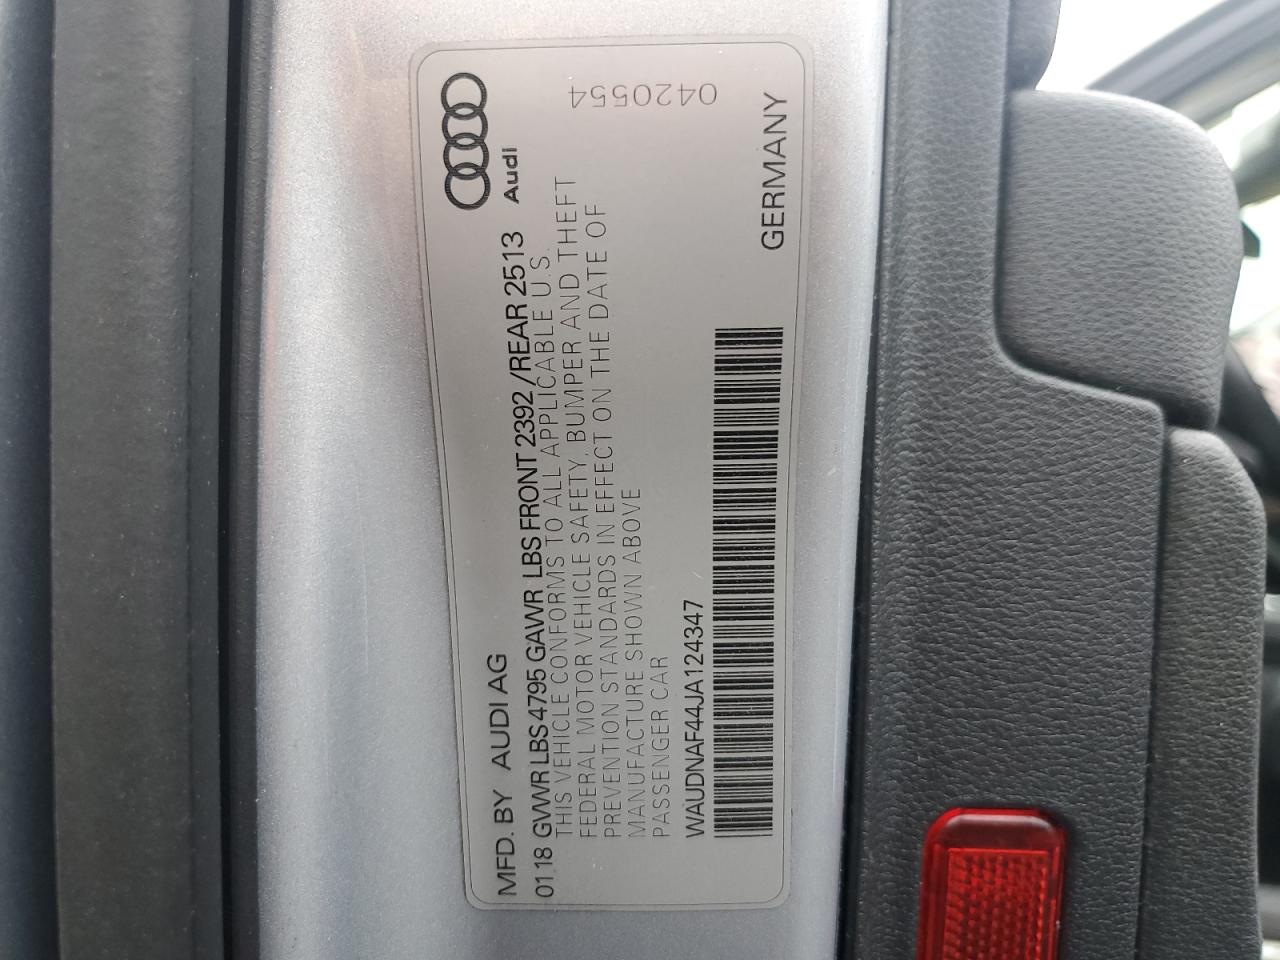 MFD. BY AUDI AG
Audi
01 18 GVWR LBS 4795 GAWR LBS FRONT 2392 /REAR 2513
THIS VEHICLE CONFORMS TO ALL APPLICABLE U.S.
FEDERAL MOTOR VEHICLE SAFETY, BUMPER AND THEFT
PREVENTION STANDARDS IN EFFECT ON THE DATE OF
MANUFACTURE SHOWN ABOVE
PASSENGER CAR
WAUDNAF44JA124347
GERMANY
0420554